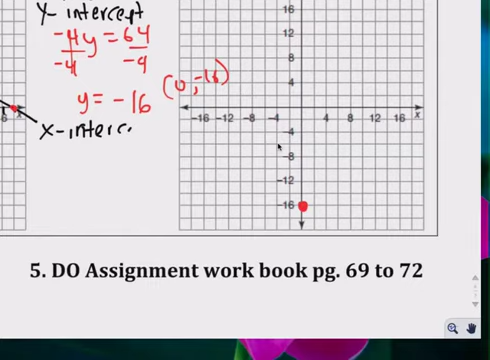 Y intercept
-4y = 64
-4 -4
y = -16
(0, -16)
x-interc
16
12
8
4
-16 -12 -8 -4 4 8 12 16 x
-4
-8
-12
-16
5. DO Assignment work book pg. 69 to 72